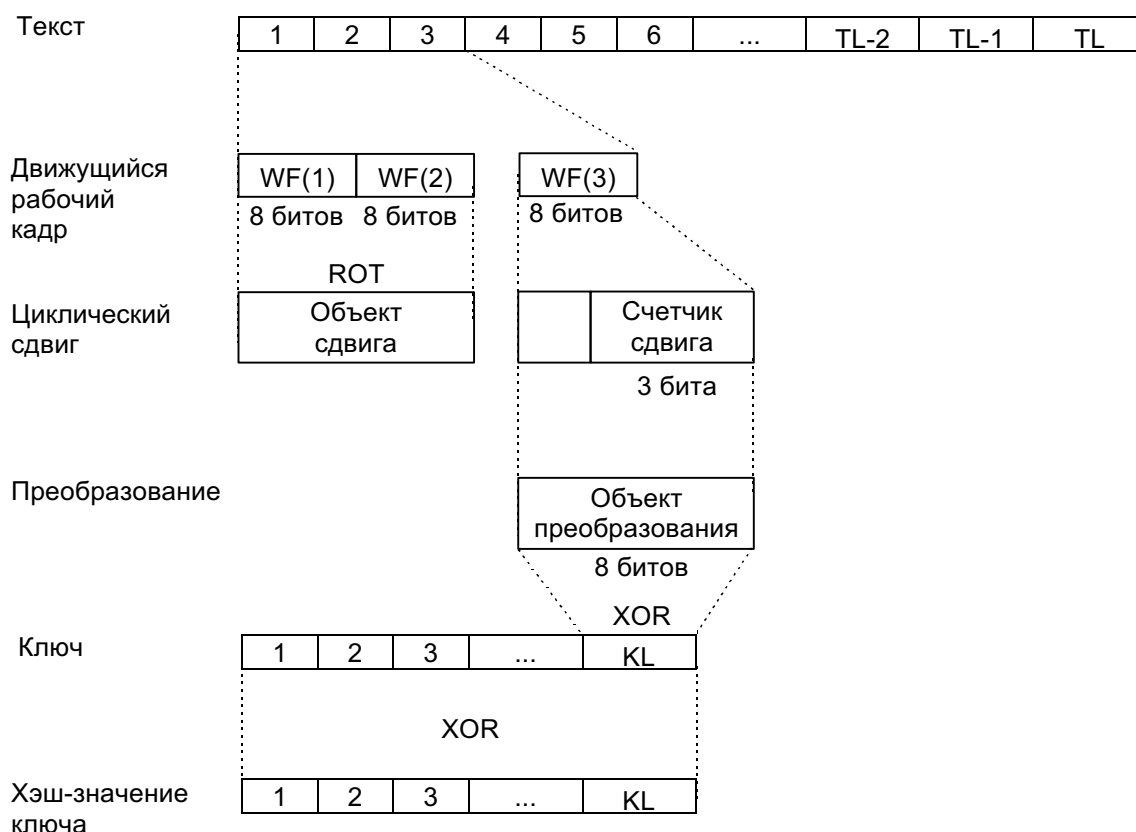 Текст
1 2 3 4 5 6 ... TL-2 TL-1 TL
Движущийся
рабочий
кадр
WF(1) WF(2) WF(3)
8 битов 8 битов 8 битов
ROT
Циклический
сдвиг
Объект
сдвига
Счетчик
сдвига
3 бита
Преобразование
Объект
преобразования
8 битов
XOR
Ключ
1 2 3 ... KL
XOR
Хэш-значение
ключа
1 2 3 ... KL